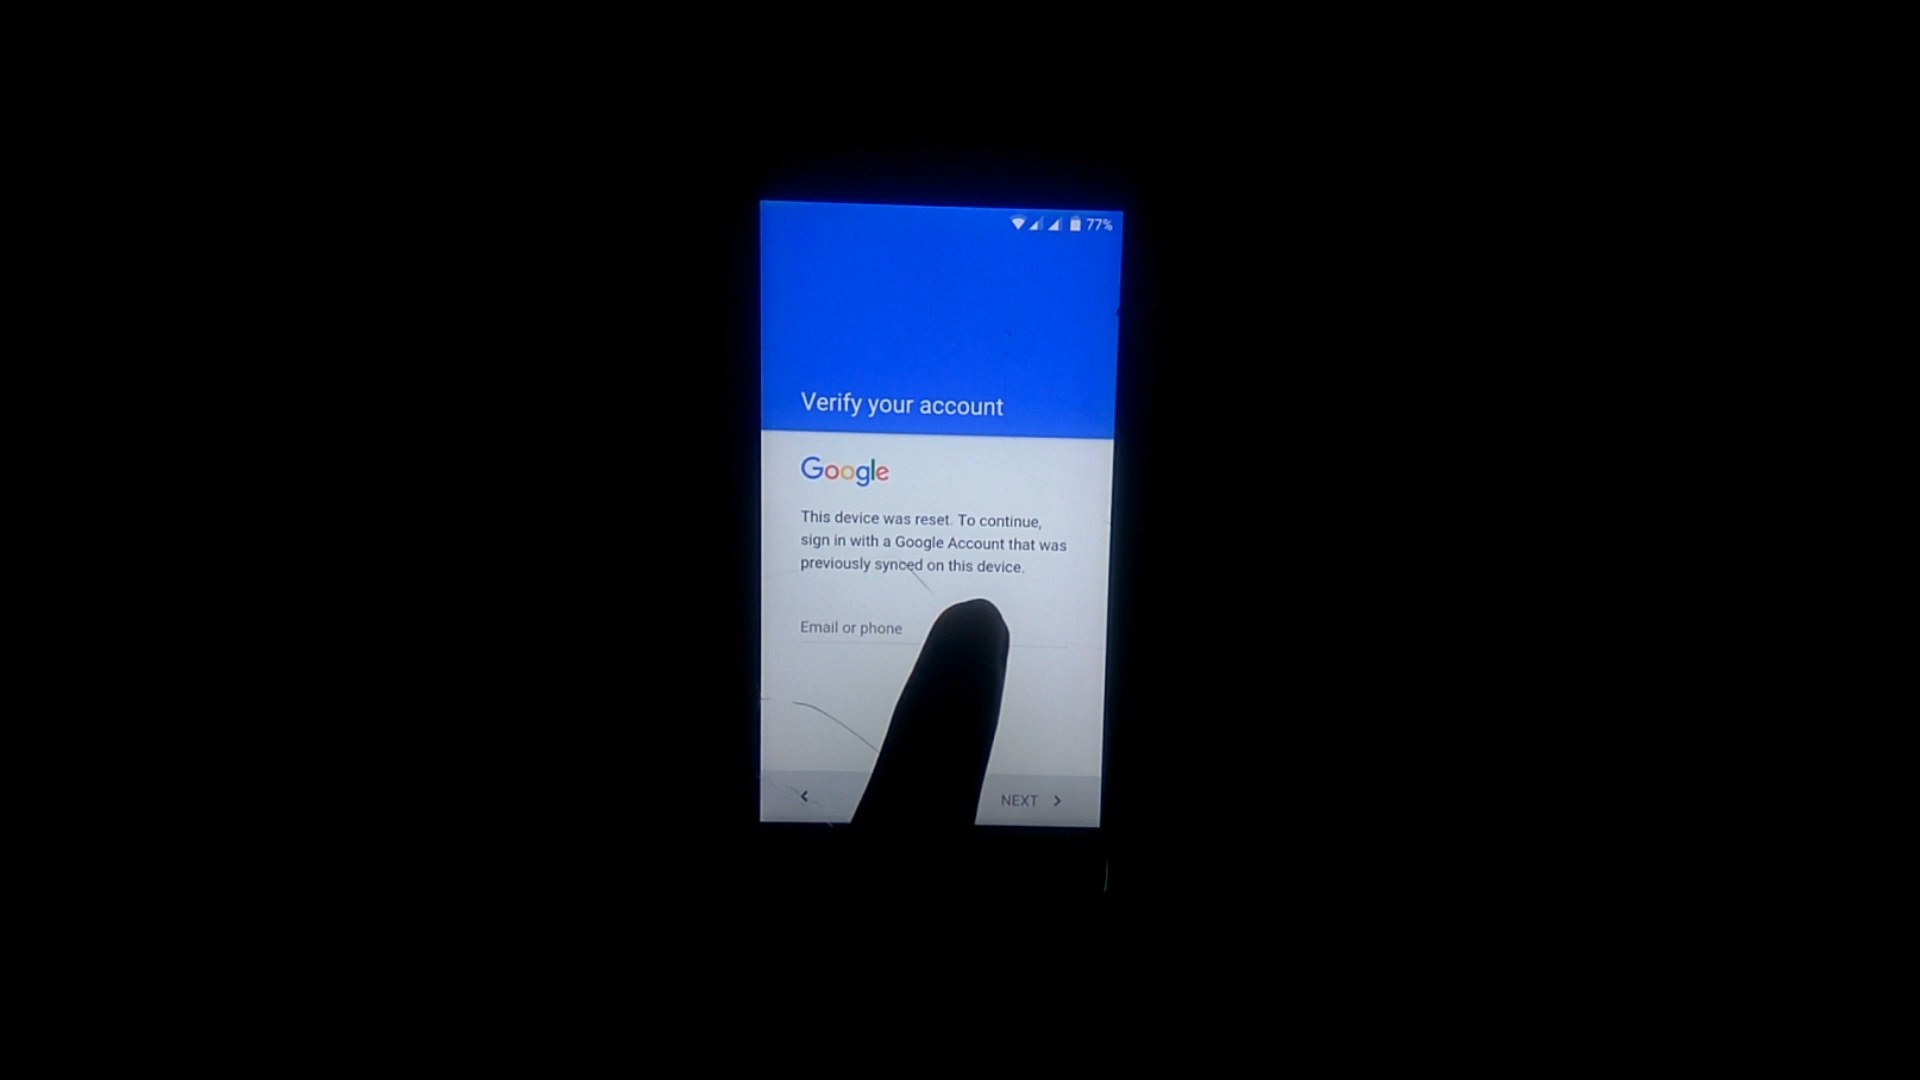 77%
Verify your account
Google
This device was reset. To continue,
sign in with a Google Account that was
previously synced on this device.
Email or phone
NEXT